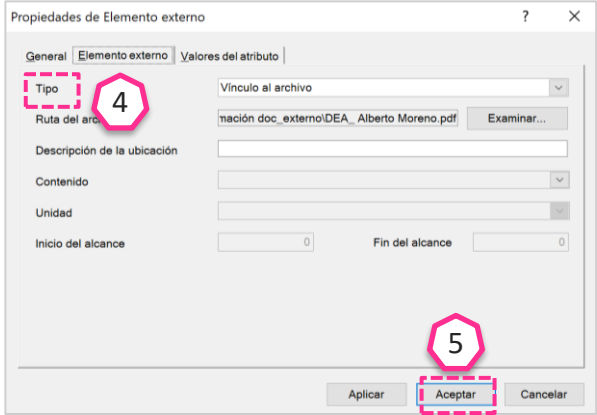 Propiedades de Elemento externo ? ×
General Elemento externo Valores del atributo
Tipo Vínculo al archivo
4
Ruta del arc mación doc_externo\DEA_ Alberto Moreno.pdf Examinar...
Descripción de la ubicación
Contenido
Unidad
Inicio del alcance 0 Fin del alcance 0
5
Aplicar Aceptar Cancelar